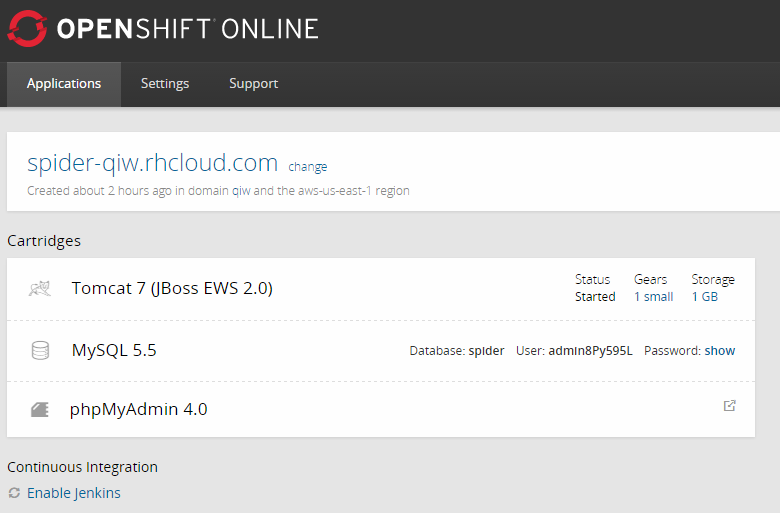 OPENSHIFT ONLINE
Applications Settings Support
spider-qiw.rhcloud.com change
Created about 2 hours ago in domain qiw and the aws-us-east-1 region
Cartridges
Tomcat 7 (JBoss EWS 2.0)
Status Gears Storage
Started 1 small 1 GB
MySQL 5.5 Database: spider User: admin8Py595L Password: show
phpMyAdmin 4.0
Continuous Integration
Enable Jenkins